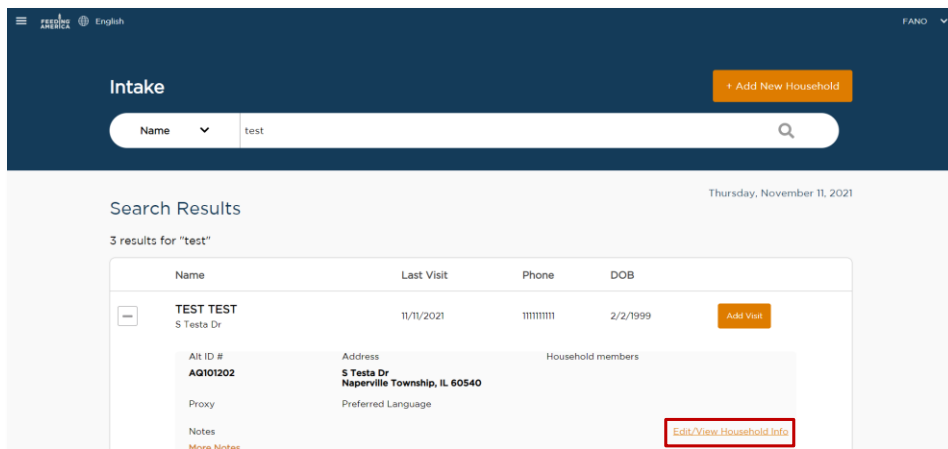 FEEDING
AMERICA
English
FANO
Intake
+ Add New Household
Name
test
Thursday, November 11, 2021
Search Results
3 results for "test"
Name Last Visit Phone DOB
TEST TEST
S Testa Dr
11/11/2021 1111111111 2/2/1999 Add Visit
Alt ID # Address Household members
AQ101202 S Testa Dr
Naperville Township, IL 60540
Proxy Preferred Language
Notes Edit/View Household Info
More Notes